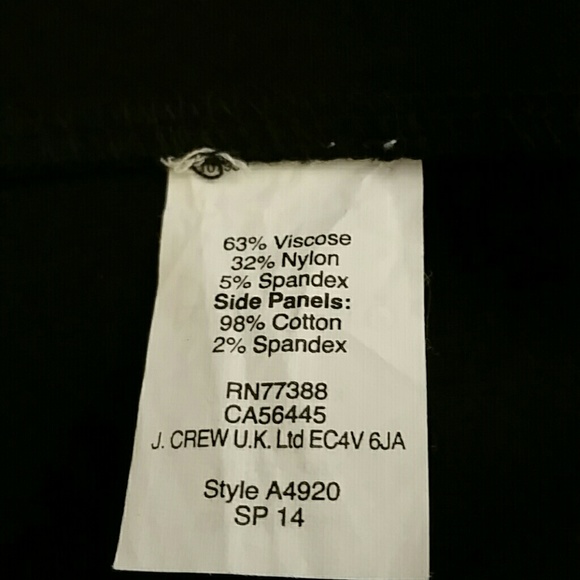 63% Viscose
32% Nylon
5% Spandex
Side Panels:
98% Cotton
2% Spandex
RN77388
CA56445
J. CREW U.K. Ltd EC4V 6JA
Style A4920
SP 14